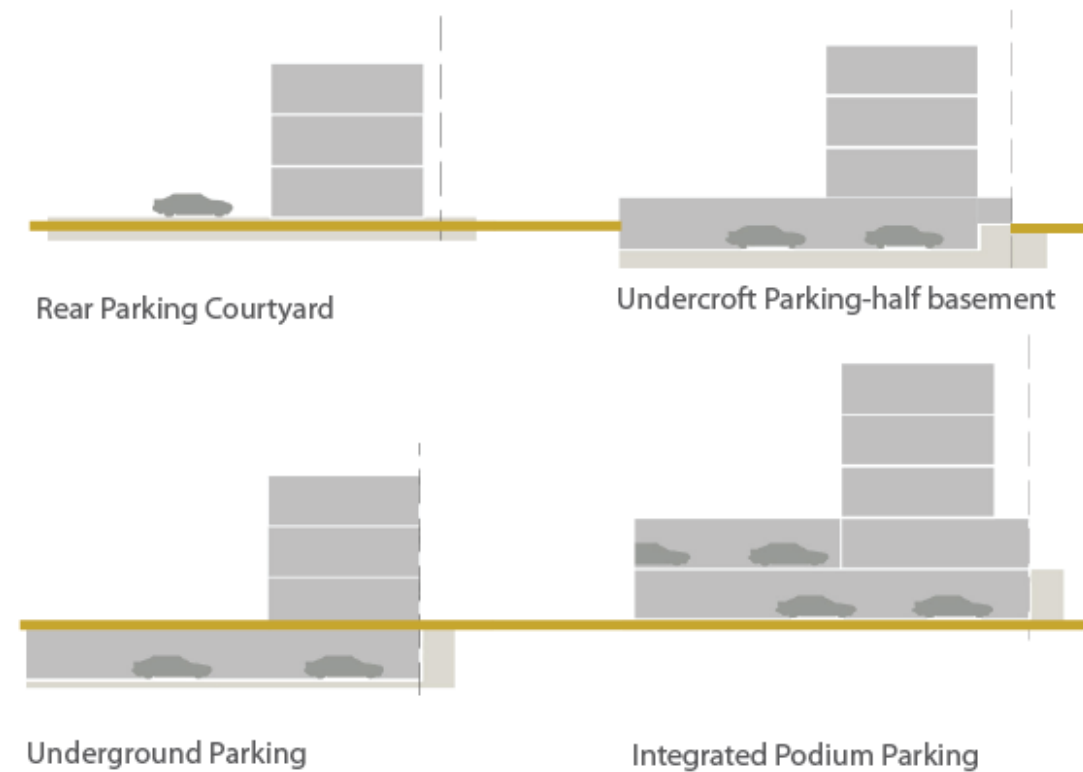 Rear Parking Courtyard
Undercroft Parking-half basement
Underground Parking
Integrated Podium Parking